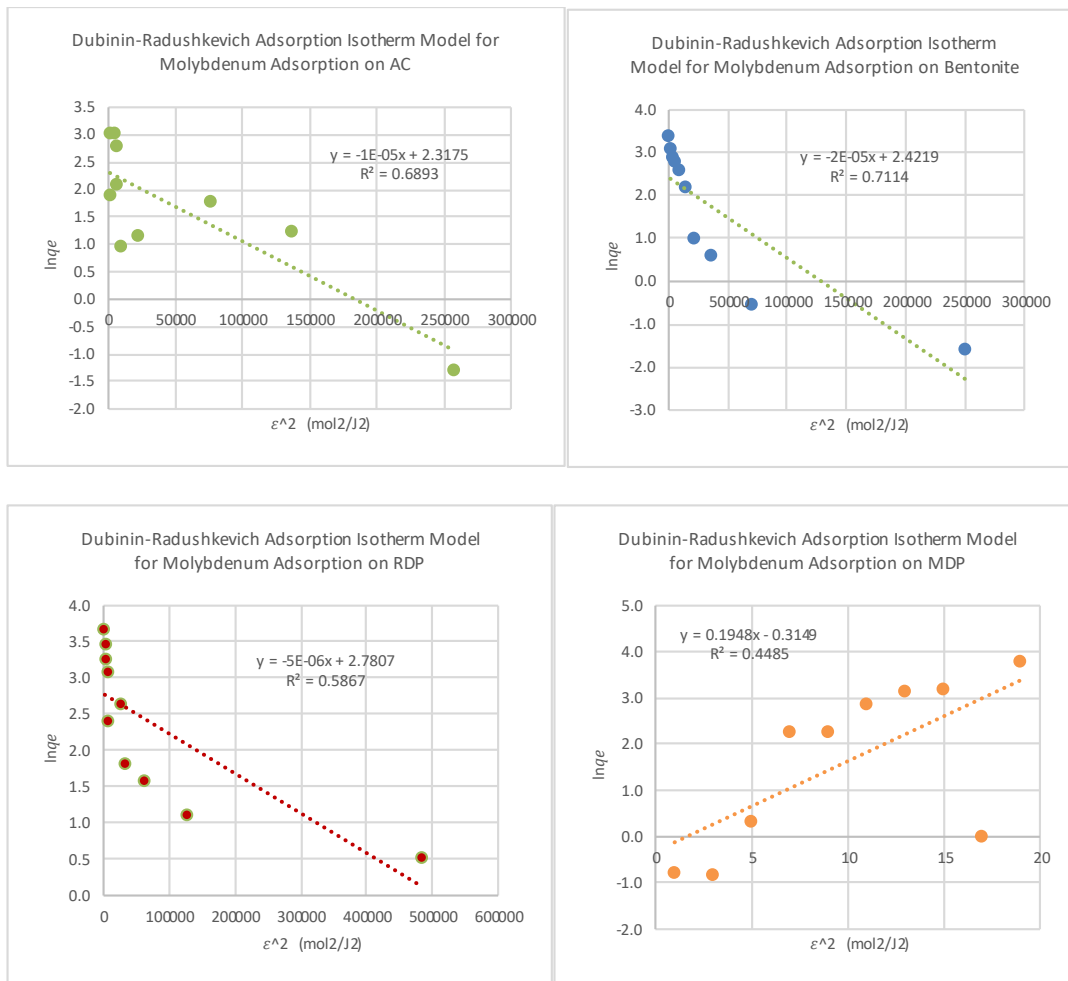 Dubinin-Radushkevich Adsorption Isotherm Model for
Molybdenum Adsorption on AC
3.5
3.0
2.5
2.0
1.5
1.0
0.5
0.0
-0.5
-1.0
-1.5
-2.0
lnqe
y = -1E-05x + 2.3175
R² = 0.6893
0 50000 100000 150000 200000 250000 300000
ε^2 (mol2/J2)
Dubinin-Radushkevich Adsorption Isotherm
Model for Molybdenum Adsorption on Bentonite
4.0
3.0
2.0
1.0
0.0
-1.0
-2.0
-3.0
lnqe
y = -2E-05x + 2.4219
R² = 0.7114
0 50000 100000 150000 200000 250000 300000
ε^2 (mol2/J2)
Dubinin-Radushkevich Adsorption Isotherm Model
for Molybdenum Adsorption on RDP
4.0
3.5
3.0
2.5
2.0
1.5
1.0
0.5
0.0
lnqe
y = -5E-06x + 2.7807
R² = 0.5867
0 100000 200000 300000 400000 500000 600000
ε^2 (mol2/J2)
Dubinin-Radushkevich Adsorption Isotherm Model
for Molybdenum Adsorption on MDP
5.0
4.0
3.0
2.0
1.0
0.0
-1.0
-2.0
lnqe
y = 0.1948x - 0.3149
R² = 0.4485
0 5 10 15 20
ε^2 (mol2/J2)